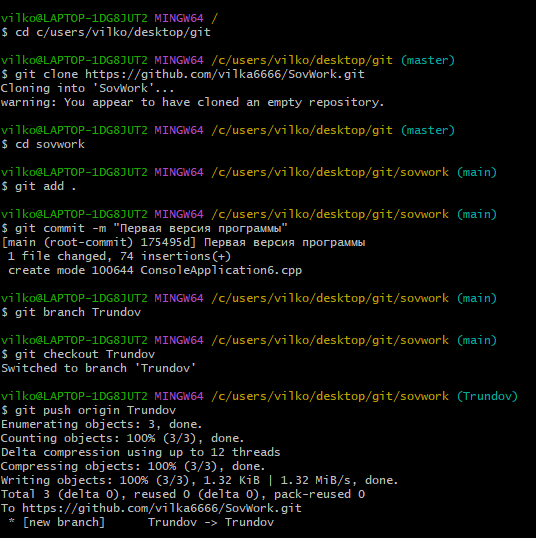 vilko@LAPTOP-1DG8JUT2 MINGW64 /
$ cd c/users/vilko/desktop/git
vilko@LAPTOP-1DG8JUT2 MINGW64 /c/users/vilko/desktop/git (master)
$ git clone https://github.com/vilka6666/SovWork.git
Cloning into 'SovWork'...
warning: You appear to have cloned an empty repository.
vilko@LAPTOP-1DG8JUT2 MINGW64 /c/users/vilko/desktop/git (master)
$ cd sovwork
vilko@LAPTOP-1DG8JUT2 MINGW64 /c/users/vilko/desktop/git/sovwork (main)
$ git add .
vilko@LAPTOP-1DG8JUT2 MINGW64 /c/users/vilko/desktop/git/sovwork (main)
$ git commit -m "Первая версия программы"
[main (root-commit) 175495d] Первая версия программы
 1 file changed, 74 insertions(+)
 create mode 100644 ConsoleApplication6.cpp
vilko@LAPTOP-1DG8JUT2 MINGW64 /c/users/vilko/desktop/git/sovwork (main)
$ git branch Trundov
vilko@LAPTOP-1DG8JUT2 MINGW64 /c/users/vilko/desktop/git/sovwork (main)
$ git checkout Trundov
Switched to branch 'Trundov'
vilko@LAPTOP-1DG8JUT2 MINGW64 /c/users/vilko/desktop/git/sovwork (Trundov)
$ git push origin Trundov
Enumerating objects: 3, done.
Counting objects: 100% (3/3), done.
Delta compression using up to 12 threads
Compressing objects: 100% (3/3), done.
Writing objects: 100% (3/3), 1.32 KiB | 1.32 MiB/s, done.
Total 3 (delta 0), reused 0 (delta 0), pack-reused 0
To https://github.com/vilka6666/SovWork.git
 * [new branch]      Trundov -> Trundov